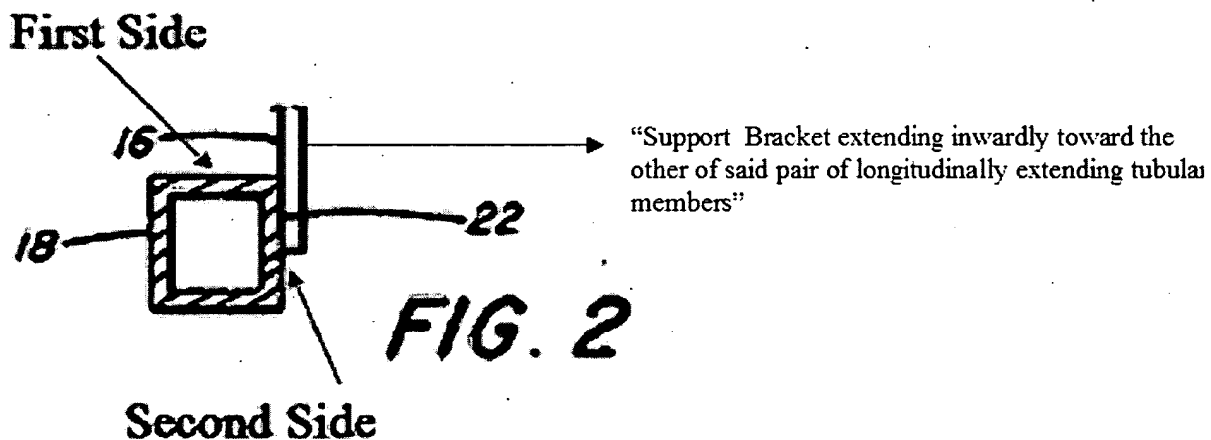 First Side
16
"Support Bracket extending inwardly toward the
other of said pair of longitudinally extending tubular
members"
18
22
FIG. 2
Second Side